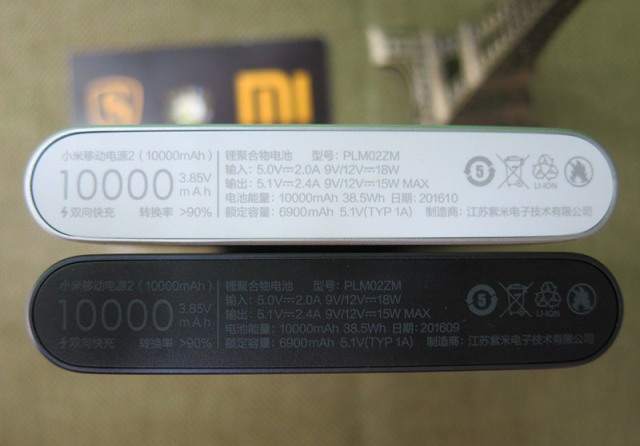 S
MI
小米移动电源2（10000mAh）
10000 3.85V mAh
双向快充 转换率 >90%
锂聚合物电池 型号: PLM02ZM
输入: 5.0V⎓2.0A 9V/12V⎓18W
输出: 5.1V⎓2.4A 9V/12V⎓15W MAX
电池能量: 10000mAh 38.5Wh 日期: 201610
额定容量: 6900mAh 5.1V(TYP 1A) 制造商: 江苏紫米电子技术有限公司
5
LI-ION
小米移动电源2（10000mAh）
10000 3.85V mAh
双向快充 转换率 >90%
锂聚合物电池 型号: PLM02ZM
输入: 5.0V⎓2.0A 9V/12V⎓18W
输出: 5.1V⎓2.4A 9V/12V⎓15W MAX
电池能量: 10000mAh 38.5Wh 日期: 201609
额定容量: 6900mAh 5.1V(TYP 1A) 制造商: 江苏紫米电子技术有限公司
5
LI-ION